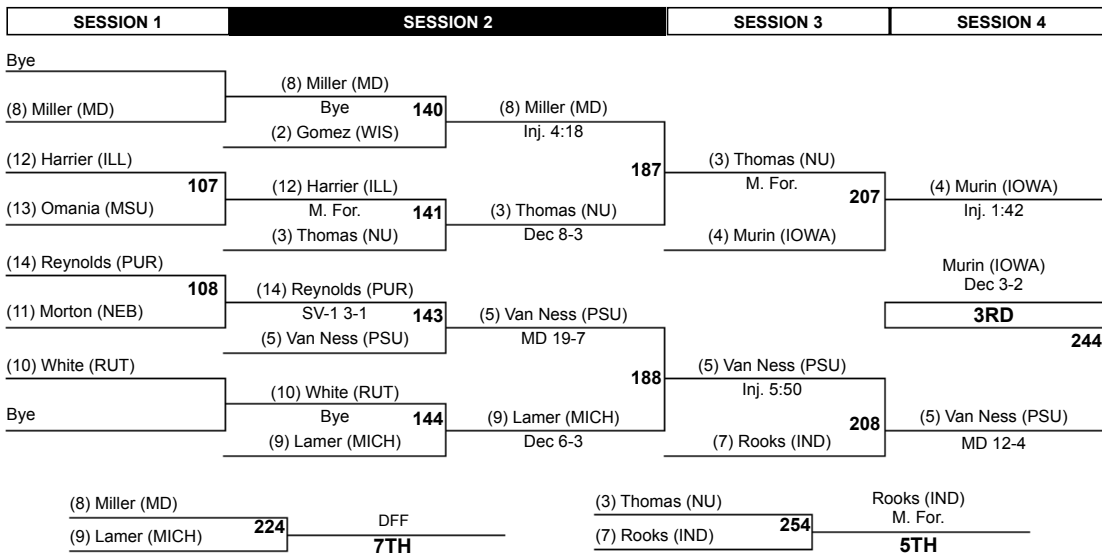 SESSION 1
SESSION 2
SESSION 3
SESSION 4
Bye
(8) Miller (MD)
(12) Harrier (ILL)
107
(13) Omania (MSU)
(14) Reynolds (PUR)
108
(11) Morton (NEB)
(10) White (RUT)
Bye
(8) Miller (MD)
Bye
140
(2) Gomez (WIS)
(12) Harrier (ILL)
M. For.
141
(3) Thomas (NU)
(14) Reynolds (PUR)
SV-1 3-1
143
(5) Van Ness (PSU)
(10) White (RUT)
Bye
144
(9) Lamer (MICH)
(8) Miller (MD)
Inj. 4:18
187
(3) Thomas (NU)
Dec 8-3
(5) Van Ness (PSU)
MD 19-7
188
(9) Lamer (MICH)
Dec 6-3
(3) Thomas (NU)
M. For.
207
(4) Murin (IOWA)
(5) Van Ness (PSU)
Inj. 5:50
208
(7) Rooks (IND)
(4) Murin (IOWA)
Inj. 1:42
Murin (IOWA)
Dec 3-2
3RD
244
(5) Van Ness (PSU)
MD 12-4
(8) Miller (MD)
224
(9) Lamer (MICH)
DFF
7TH
(3) Thomas (NU)
254
(7) Rooks (IND)
Rooks (IND)
M. For.
5TH